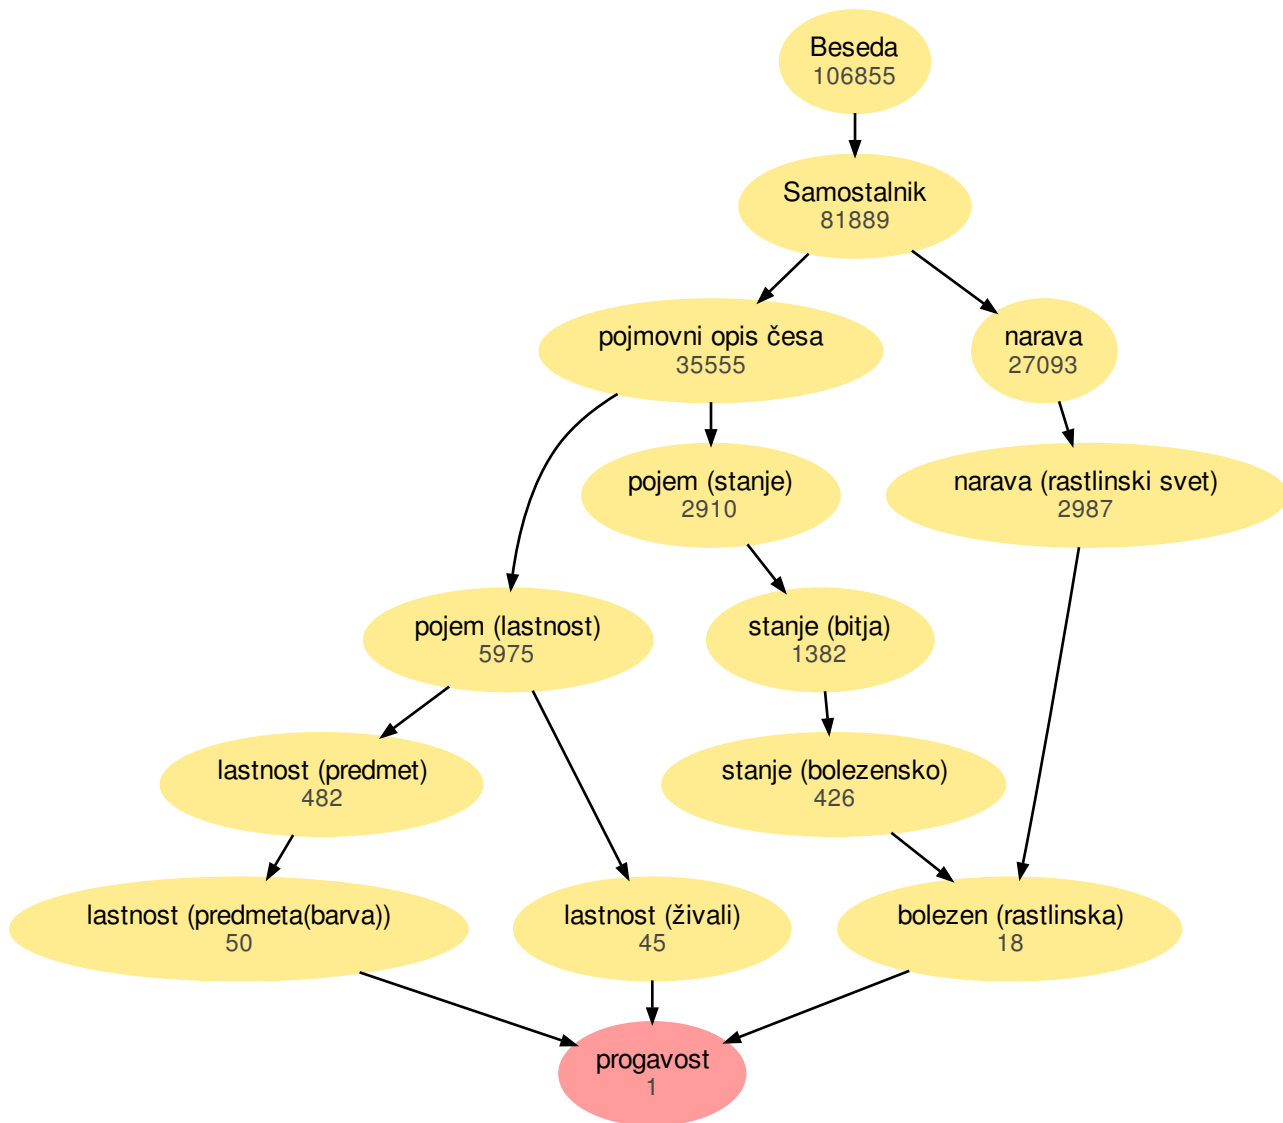 Beseda
106855
Samostalnik
81889
pojmovni opis česa
35555
narava
27093
pojem (stanje)
2910
narava (rastlinski svet)
2987
pojem (lastnost)
5975
stanje (bitja)
1382
lastnost (predmet)
482
stanje (bolezensko)
426
lastnost (predmeta(barva))
50
lastnost (živali)
45
bolezen (rastlinska)
18
progavost
1